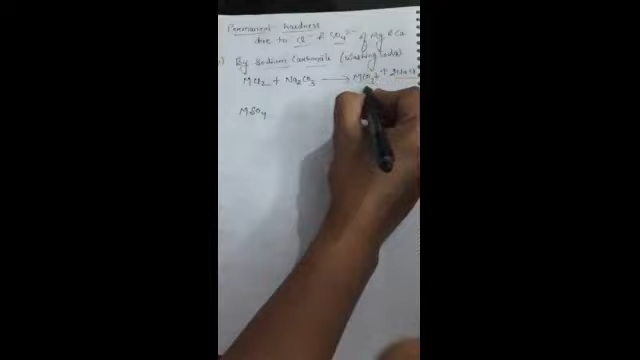 Permanent Hardness
due to Cl⁻ & SO₄²⁻ of Mg & Ca
By Sodium Carbonate (Washing soda)
MCl₂ + Na₂CO₃ → MCO₃↓ + 2NaCl
MSO₄